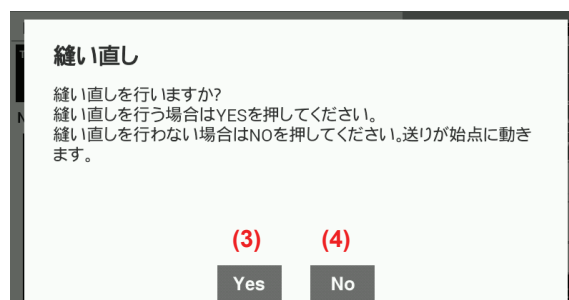 縫い直し
縫い直しを行いますか?
縫い直しを行う場合はYESを押してください。
縫い直しを行わない場合はNOを押してください。送りが始点に動き
ます。
(3) (4)
Yes No